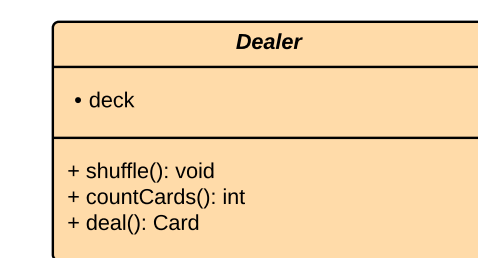 Dealer
• deck
+ shuffle(): void
+ countCards(): int
+ deal(): Card